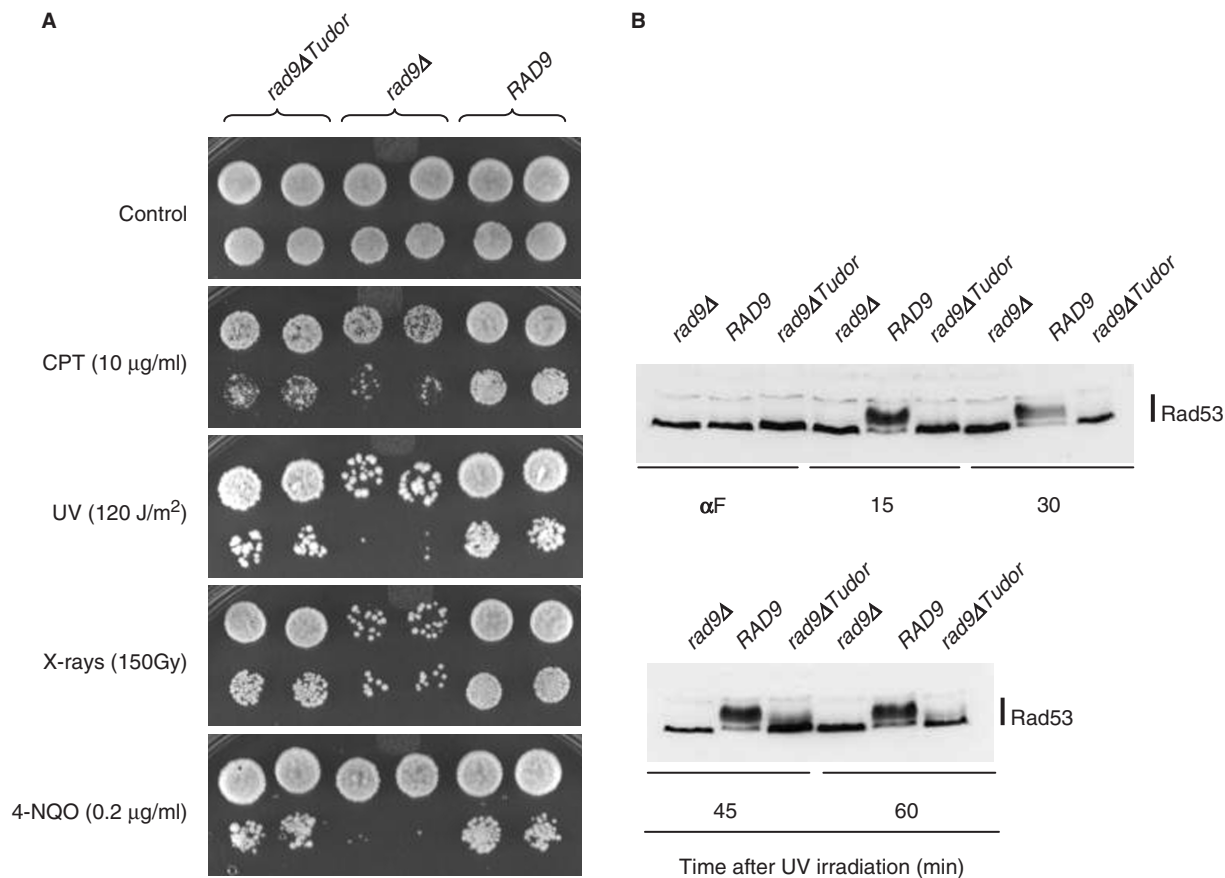 A
rad9ΔTudor
rad9Δ
RAD9
Control
CPT (10 μg/ml)
UV (120 J/m²)
X-rays (150Gy)
4-NQO (0.2 μg/ml)
B
rad9Δ
RAD9
rad9ΔTudor
rad9Δ
RAD9
rad9ΔTudor
rad9Δ
RAD9
rad9ΔTudor
Rad53
αF
15
30
rad9Δ
RAD9
rad9ΔTudor
rad9Δ
RAD9
rad9ΔTudor
Rad53
45
60
Time after UV irradiation (min)